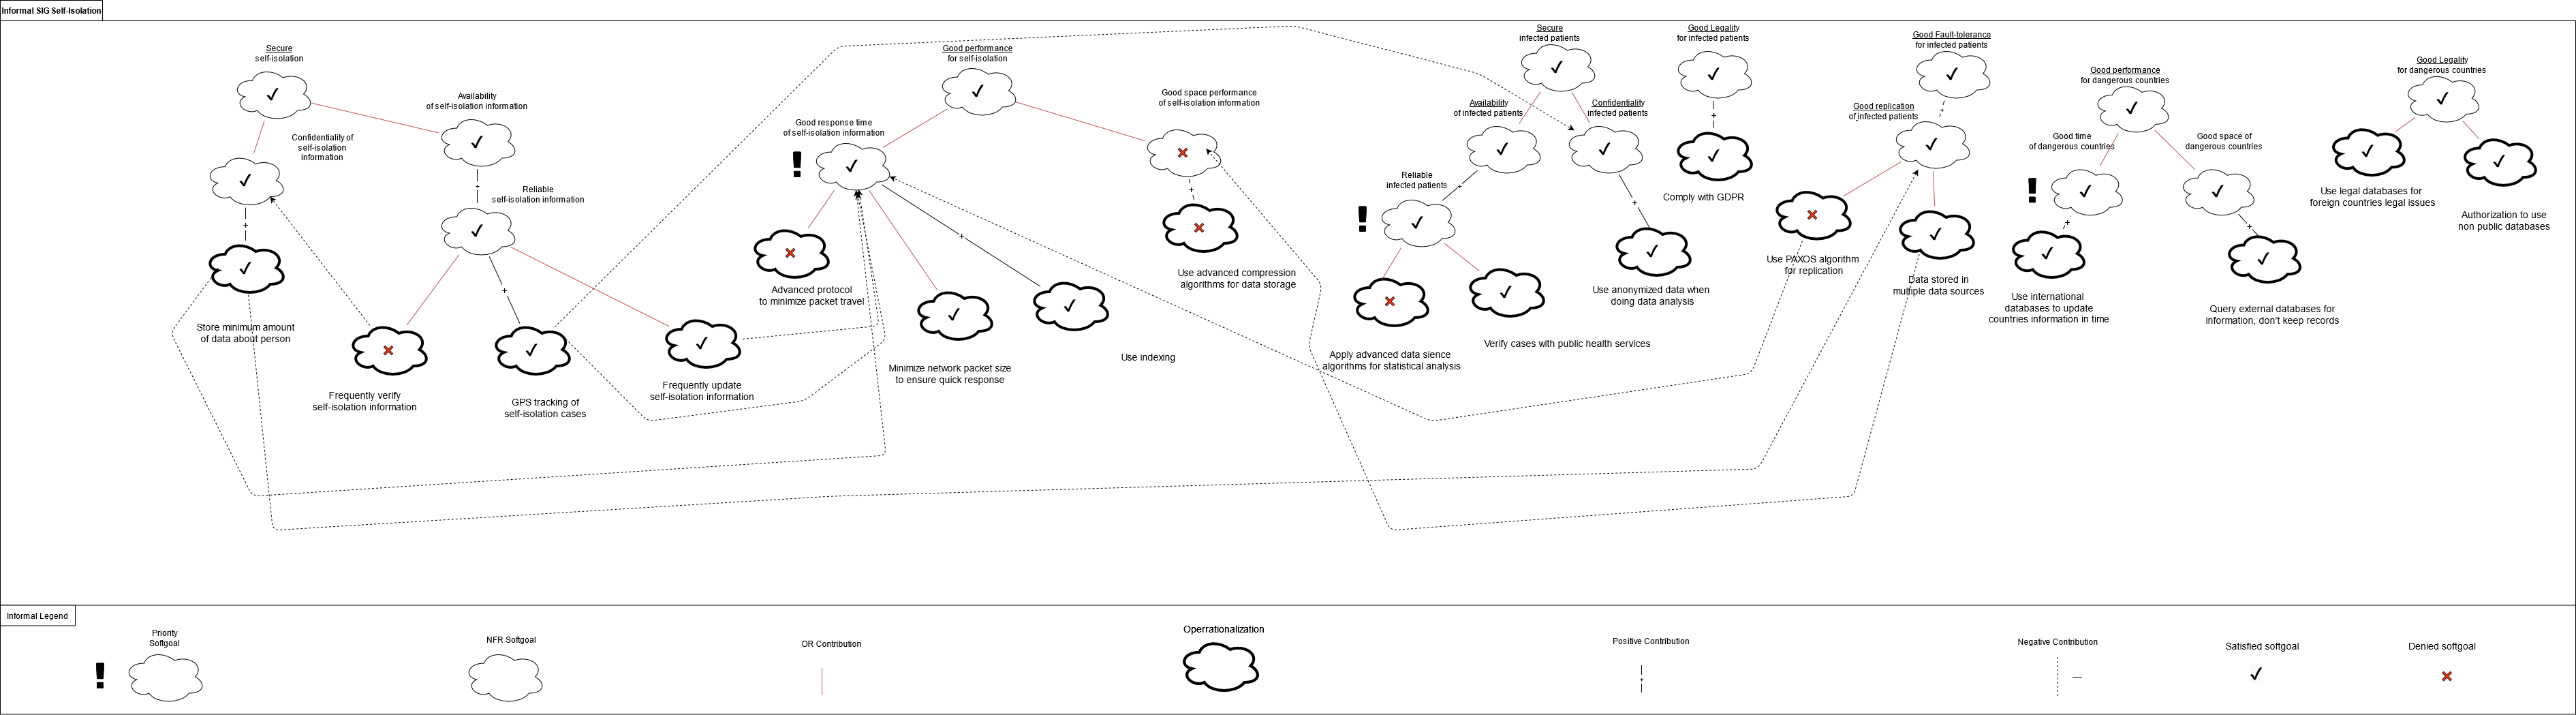 Informal SIG Self-Isolation
Secure
self-isolation
Availability
of self-isolation information
Confidentiality of
self-isolation
information
+
Reliable
self-isolation information
+
+
Store minimum amount
of data about person
Frequently verify
self-isolation information
GPS tracking of
self-isolation cases
Frequently update
self-isolation information
Good performance
for self-isolation
Good response time
of self-isolation information
!
Good space performance
of self-isolation information
+
+
Advanced protocol
to minimize packet travel
Minimize network packet size
to ensure quick response
Use indexing
Use advanced compression
algorithms for data storage
Secure
infected patients
Availability
of infected patients
Confidentiality
infected patients
Reliable
infected patients
+
!
+
Apply advanced data sience
algorithms for statistical analysis
Verify cases with public health services
Use anonymized data when
doing data analysis
Good Legality
for infected patients
+
Comply with GDPR
Good Fault-tolerance
for infected patients
+
Good replication
of infected patients
Use PAXOS algorithm
for replication
Data stored in
multiple data sources
Good performance
for dangerous countries
Good time
of dangerous countries
Good space of
dangerous countries
!
+
+
Use international
databases to update
countries information in time
Query external databases for
information, don't keep records
Good Legality
for dangerous countries
Use legal databases for
foreign countries legal issues
Authorization to use
non public databases
Informal Legend
Priority
Softgoal
!
NFR Softgoal
OR Contribution
Operrationalization
Positive Contribution
+
Negative Contribution
—
Satisfied softgoal
Denied softgoal